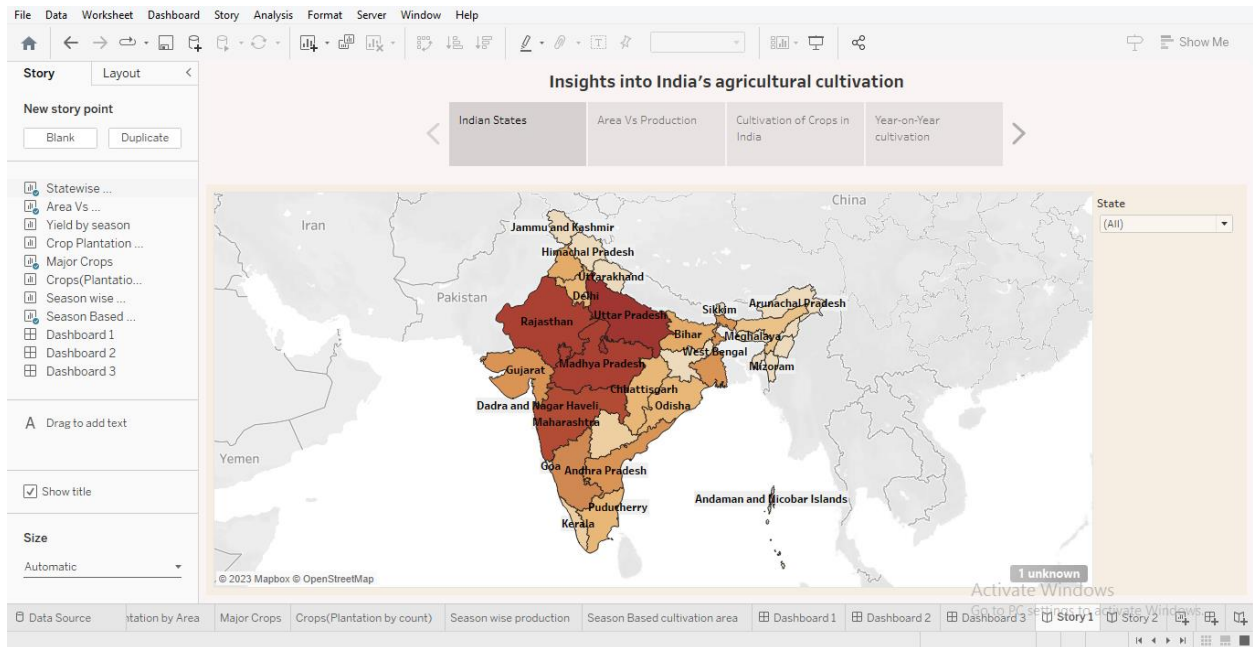 File Data Worksheet Dashboard Story Analysis Format Server Window Help
Show Me
Story Layout
New story point
Blank Duplicate
Statewise ...
Area Vs ...
Yield by season
Crop Plantation ...
Major Crops
Crops(Plantatio...
Season wise ...
Season Based ...
Dashboard 1
Dashboard 2
Dashboard 3
A Drag to add text
Show title
Size
Automatic
Insights into India's agricultural cultivation
Indian States
Area Vs Production
Cultivation of Crops in
India
Year-on-Year
cultivation
State
(All)
China
Iran
Pakistan
Yemen
Jammu and Kashmir
Himachal Pradesh
Uttarakhand
Delhi
Rajasthan
Uttar Pradesh
Sikkim
Arunachal Pradesh
Bihar
Meghalaya
West Bengal
Mizoram
Gujarat
Madhya Pradesh
Chhattisgarh
Dadra and Nagar Haveli
Odisha
Maharashtra
Goa
Andhra Pradesh
Puducherry
Kerala
Andaman and Nicobar Islands
© 2023 Mapbox © OpenStreetMap
1 unknown
Activate Windows
Go to PC settings to activate Windows.
Data Source ntation by Area Major Crops Crops(Plantation by count) Season wise production Season Based cultivation area Dashboard 1 Dashboard 2 Dashboard 3 Story 1 Story 2